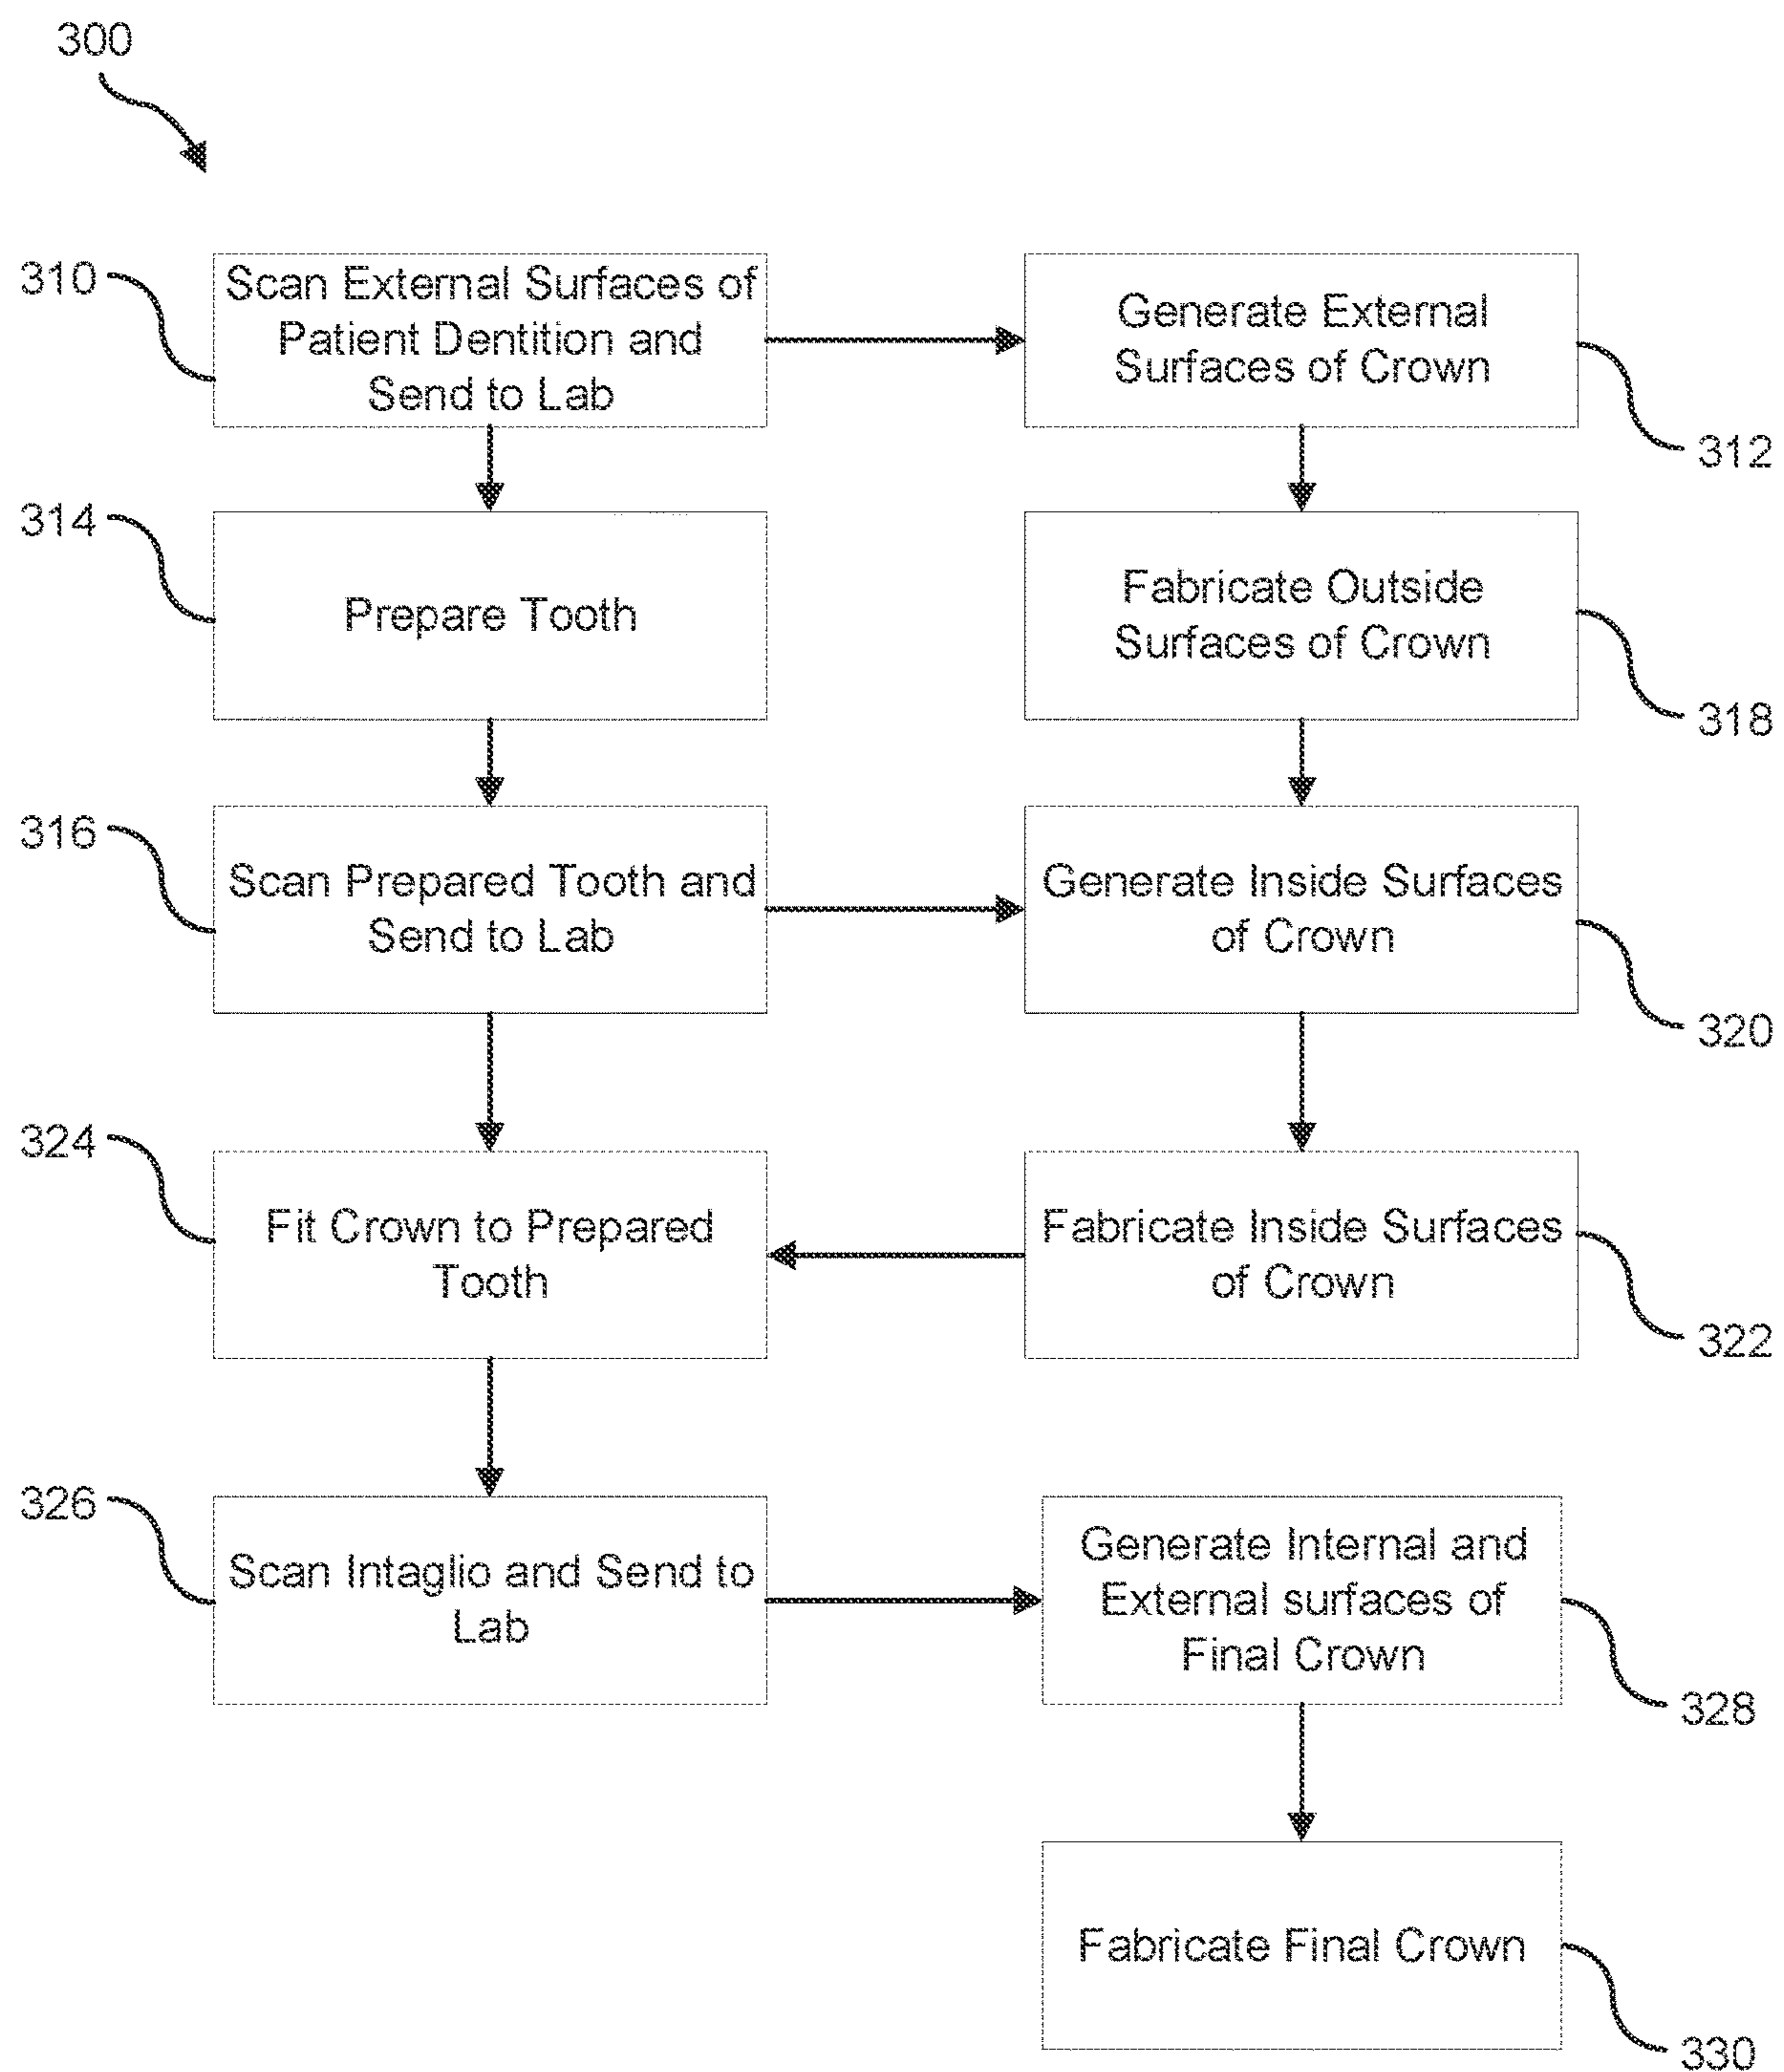 300
310
Scan External Surfaces of
Patient Dentition and
Send to Lab
Generate External
Surfaces of Crown
312
314
Prepare Tooth
Fabricate Outside
Surfaces of Crown
318
316
Scan Prepared Tooth and
Send to Lab
Generate Inside Surfaces
of Crown
320
324
Fit Crown to Prepared
Tooth
Fabricate Inside Surfaces
of Crown
322
326
Scan Intaglio and Send to
Lab
Generate Internal and
External surfaces of
Final Crown
328
Fabricate Final Crown
330